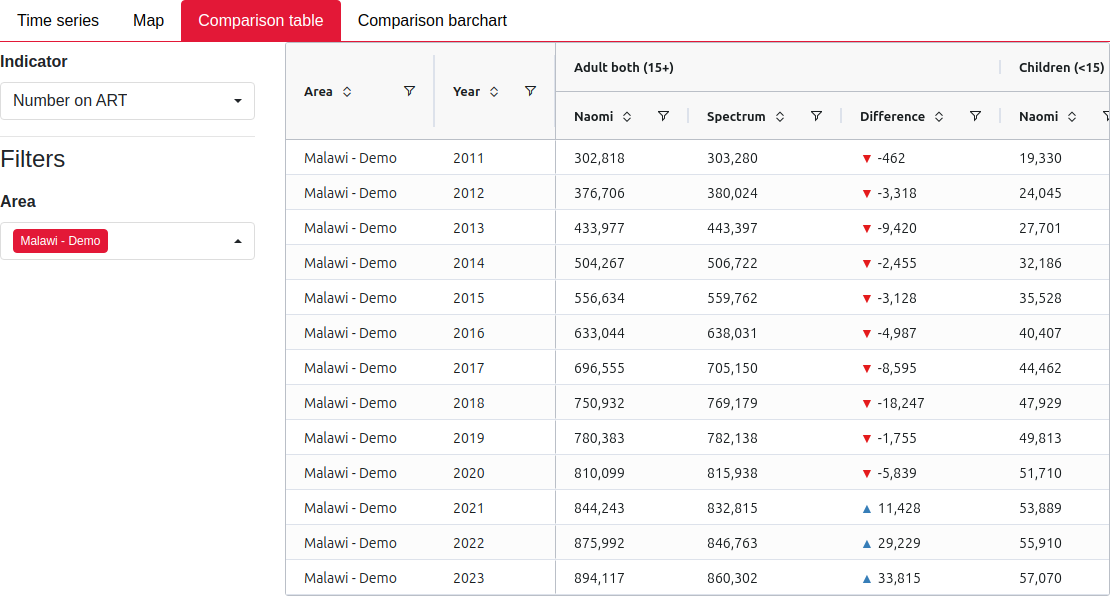 Time series Map Comparison table Comparison barchart
Indicator
Number on ART
Filters
Area
Malawi - Demo
Adult both (15+) Children (<15)
Area Year
Naomi Spectrum Difference Naomi
Malawi - Demo 2011 302,818 303,280 ▼ -462 19,330
Malawi - Demo 2012 376,706 380,024 ▼ -3,318 24,045
Malawi - Demo 2013 433,977 443,397 ▼ -9,420 27,701
Malawi - Demo 2014 504,267 506,722 ▼ -2,455 32,186
Malawi - Demo 2015 556,634 559,762 ▼ -3,128 35,528
Malawi - Demo 2016 633,044 638,031 ▼ -4,987 40,407
Malawi - Demo 2017 696,555 705,150 ▼ -8,595 44,462
Malawi - Demo 2018 750,932 769,179 ▼ -18,247 47,929
Malawi - Demo 2019 780,383 782,138 ▼ -1,755 49,813
Malawi - Demo 2020 810,099 815,938 ▼ -5,839 51,710
Malawi - Demo 2021 844,243 832,815 ▲ 11,428 53,889
Malawi - Demo 2022 875,992 846,763 ▲ 29,229 55,910
Malawi - Demo 2023 894,117 860,302 ▲ 33,815 57,070